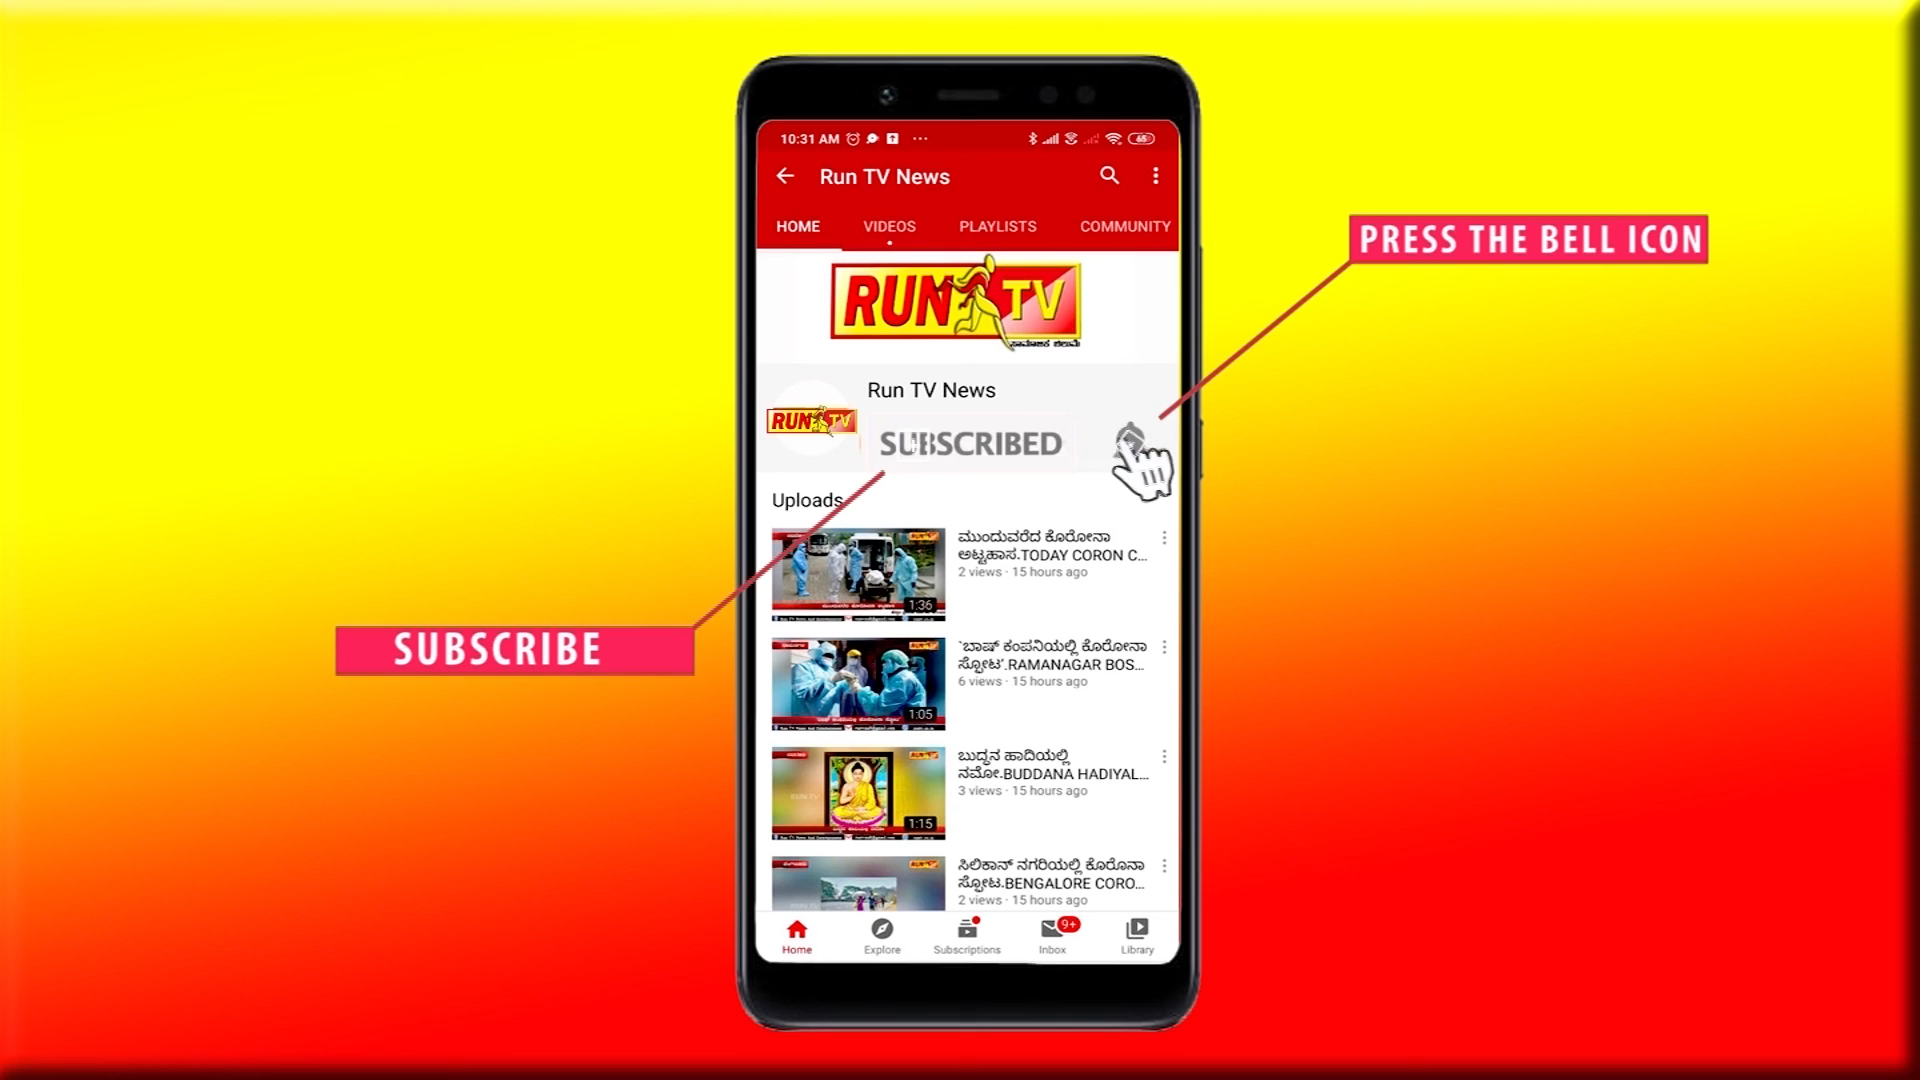 10:31 AM
65
Run TV News
HOME VIDEOS PLAYLISTS COMMUNITY
PRESS THE BELL ICON
RUN TV
ಸಾಮಾಜಿಕ ಚಿಲುಮೆ
Run TV News
RUN TV
SUBSCRIBED
Uploads
ಮುಂದುವರೆದ ಕೊರೋನಾ
ಅಟ್ಟಹಾಸ.TODAY CORON C...
2 views · 15 hours ago
1:36
SUBSCRIBE
`ಬಾಷ್ ಕಂಪನಿಯಲ್ಲಿ ಕೊರೋನಾ
ಸ್ಫೋಟ'.RAMANAGAR BOS...
6 views · 15 hours ago
1:05
ಬುದ್ಧನ ಹಾದಿಯಲ್ಲಿ
ನಮೋ.BUDDANA HADIYAL...
3 views · 15 hours ago
1:15
ಸಿಲಿಕಾನ್ ನಗರಿಯಲ್ಲಿ ಕೊರೊನಾ
ಸ್ಫೋಟ.BENGALORE CORO...
2 views · 15 hours ago
9+
Home Explore Subscriptions Inbox Library